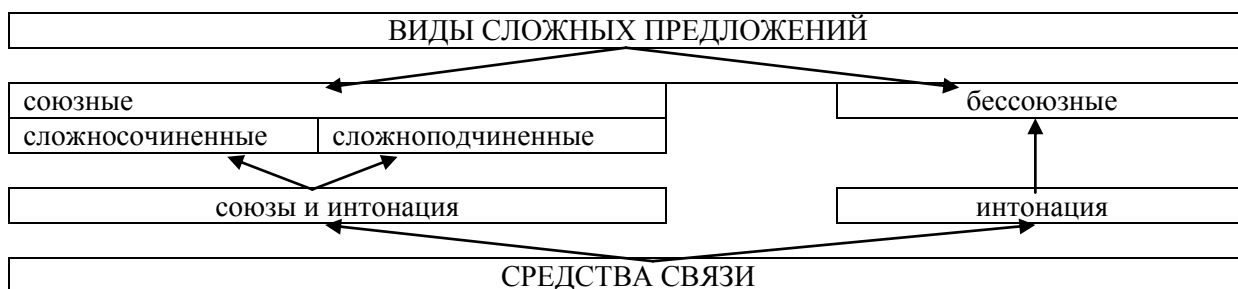 ВИДЫ СЛОЖНЫХ ПРЕДЛОЖЕНИЙ
союзные бессоюзные
сложносочиненные сложноподчиненные
союзы и интонация интонация
СРЕДСТВА СВЯЗИ